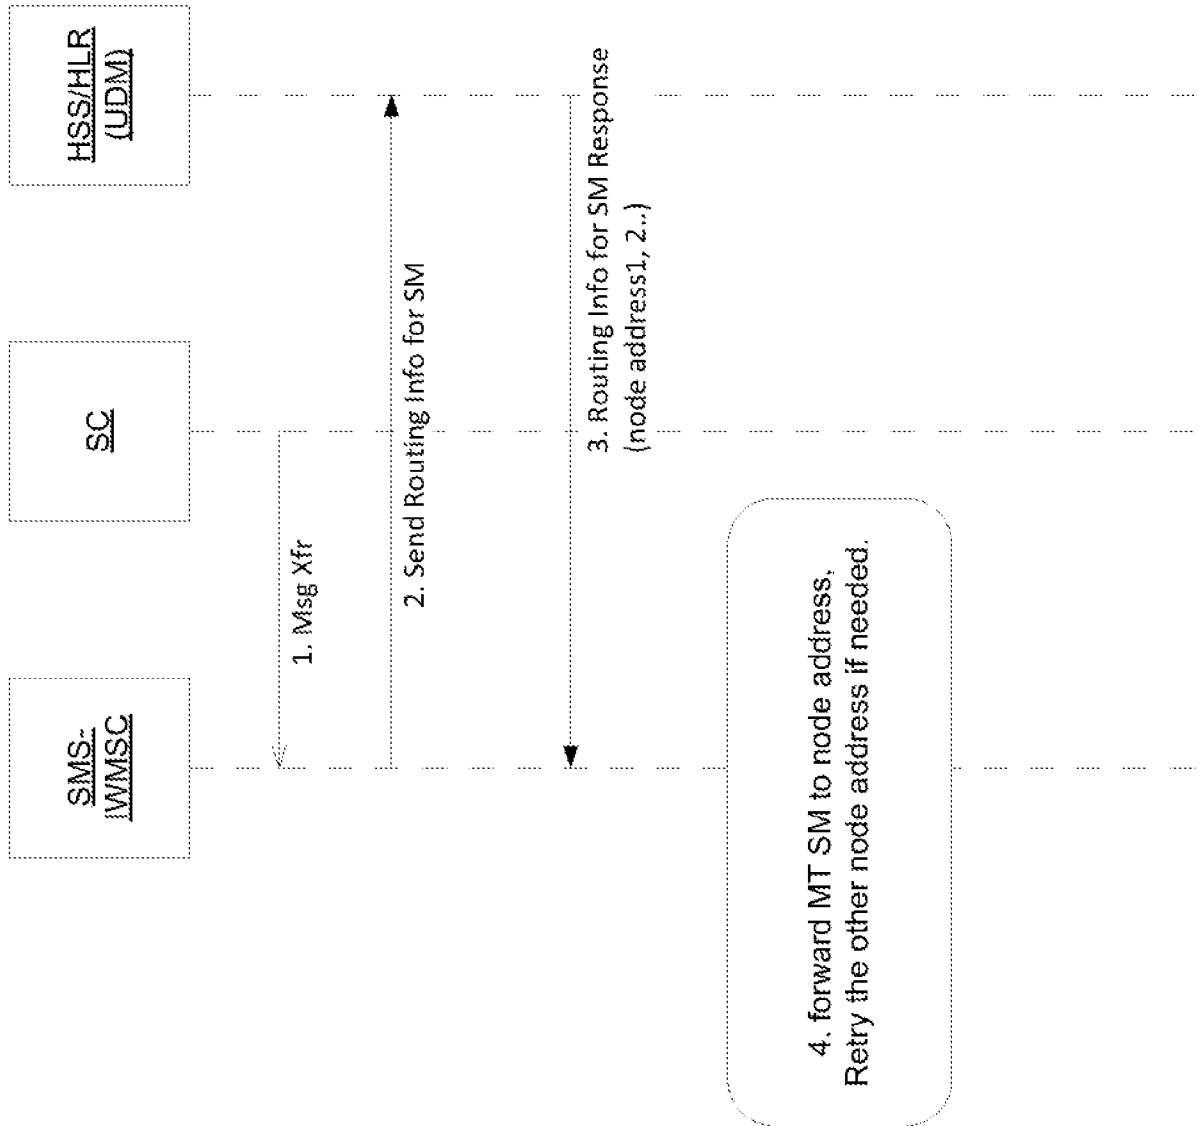 SMS-
IWMSC
SC
HSS/HLR
(UDM)
1. Msg Xfr
2. Send Routing Info for SM
3. Routing Info for SM Response
(node address1, 2..)
4. forward MT SM to node address,
Retry the other node address if needed.